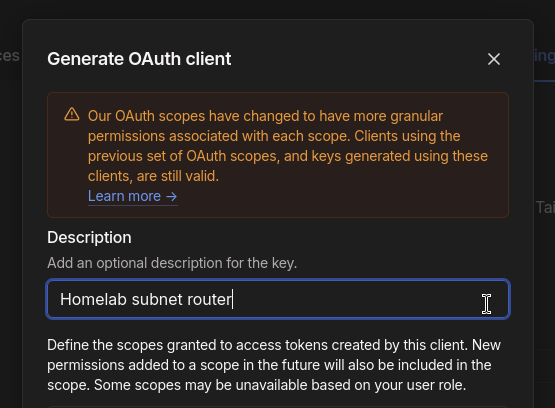 Generate OAuth client
ces
ing
Our OAuth scopes have changed to have more granular
permissions associated with each scope. Clients using the
previous set of OAuth scopes, and keys generated using these
clients, are still valid.
Learn more →
Tai
Description
Add an optional description for the key.
Homelab subnet router
Define the scopes granted to access tokens created by this client. New
permissions added to a scope in the future will also be included in the
scope. Some scopes may be unavailable based on your user role.